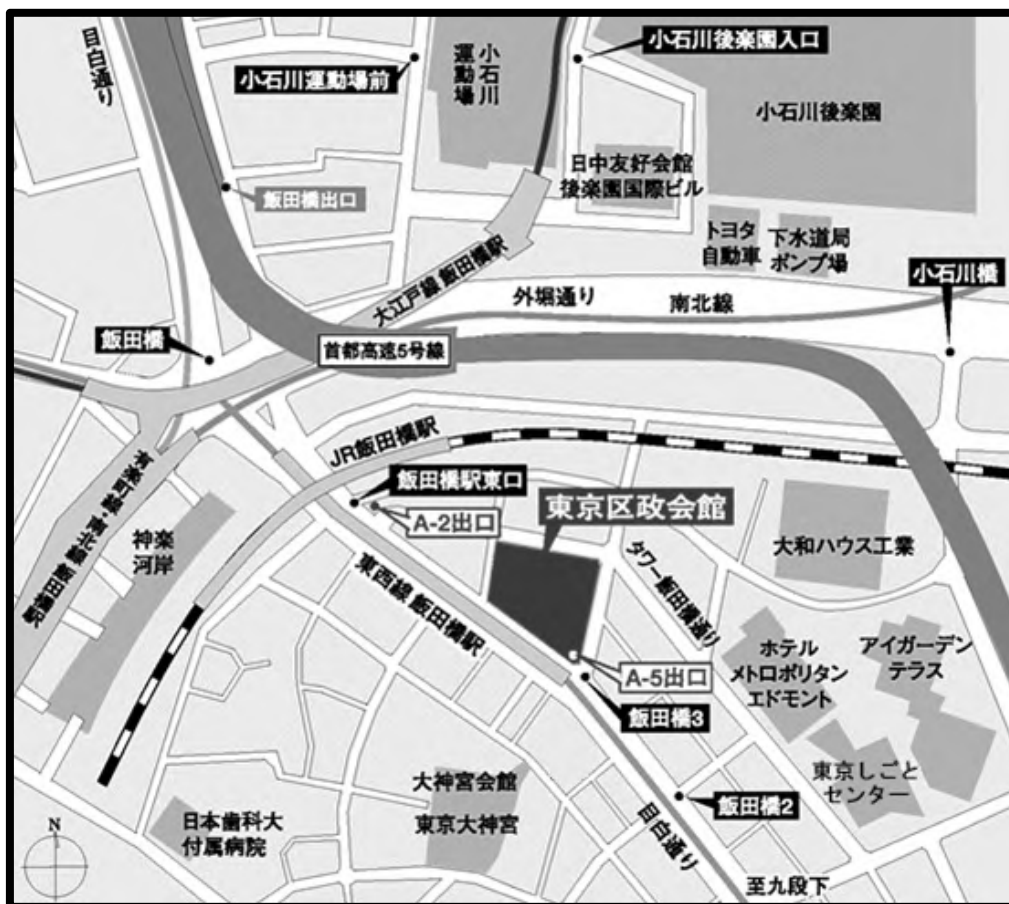 目白通り
小石川運動場前
小石川
運動場
小石川後楽園入口
小石川後楽園
日中友好会館
後楽園国際ビル
飯田橋出口
トヨタ
自動車
下水道局
ポンプ場
大江戸線 飯田橋駅
外堀通り
南北線
小石川橋
飯田橋
首都高速5号線
JR飯田橋駅
飯田橋駅東口
A-2出口
東京区政会館
有楽町線・南北線 飯田橋駅
神楽
河岸
東西線 飯田橋駅
タワー飯田橋通り
大和ハウス工業
ホテル
メトロポリタン
エドモント
アイガーデン
テラス
A-5出口
飯田橋3
東京しごと
センター
飯田橋2
大神宮会館
東京大神宮
日本歯科大
付属病院
目白通り
至九段下
N